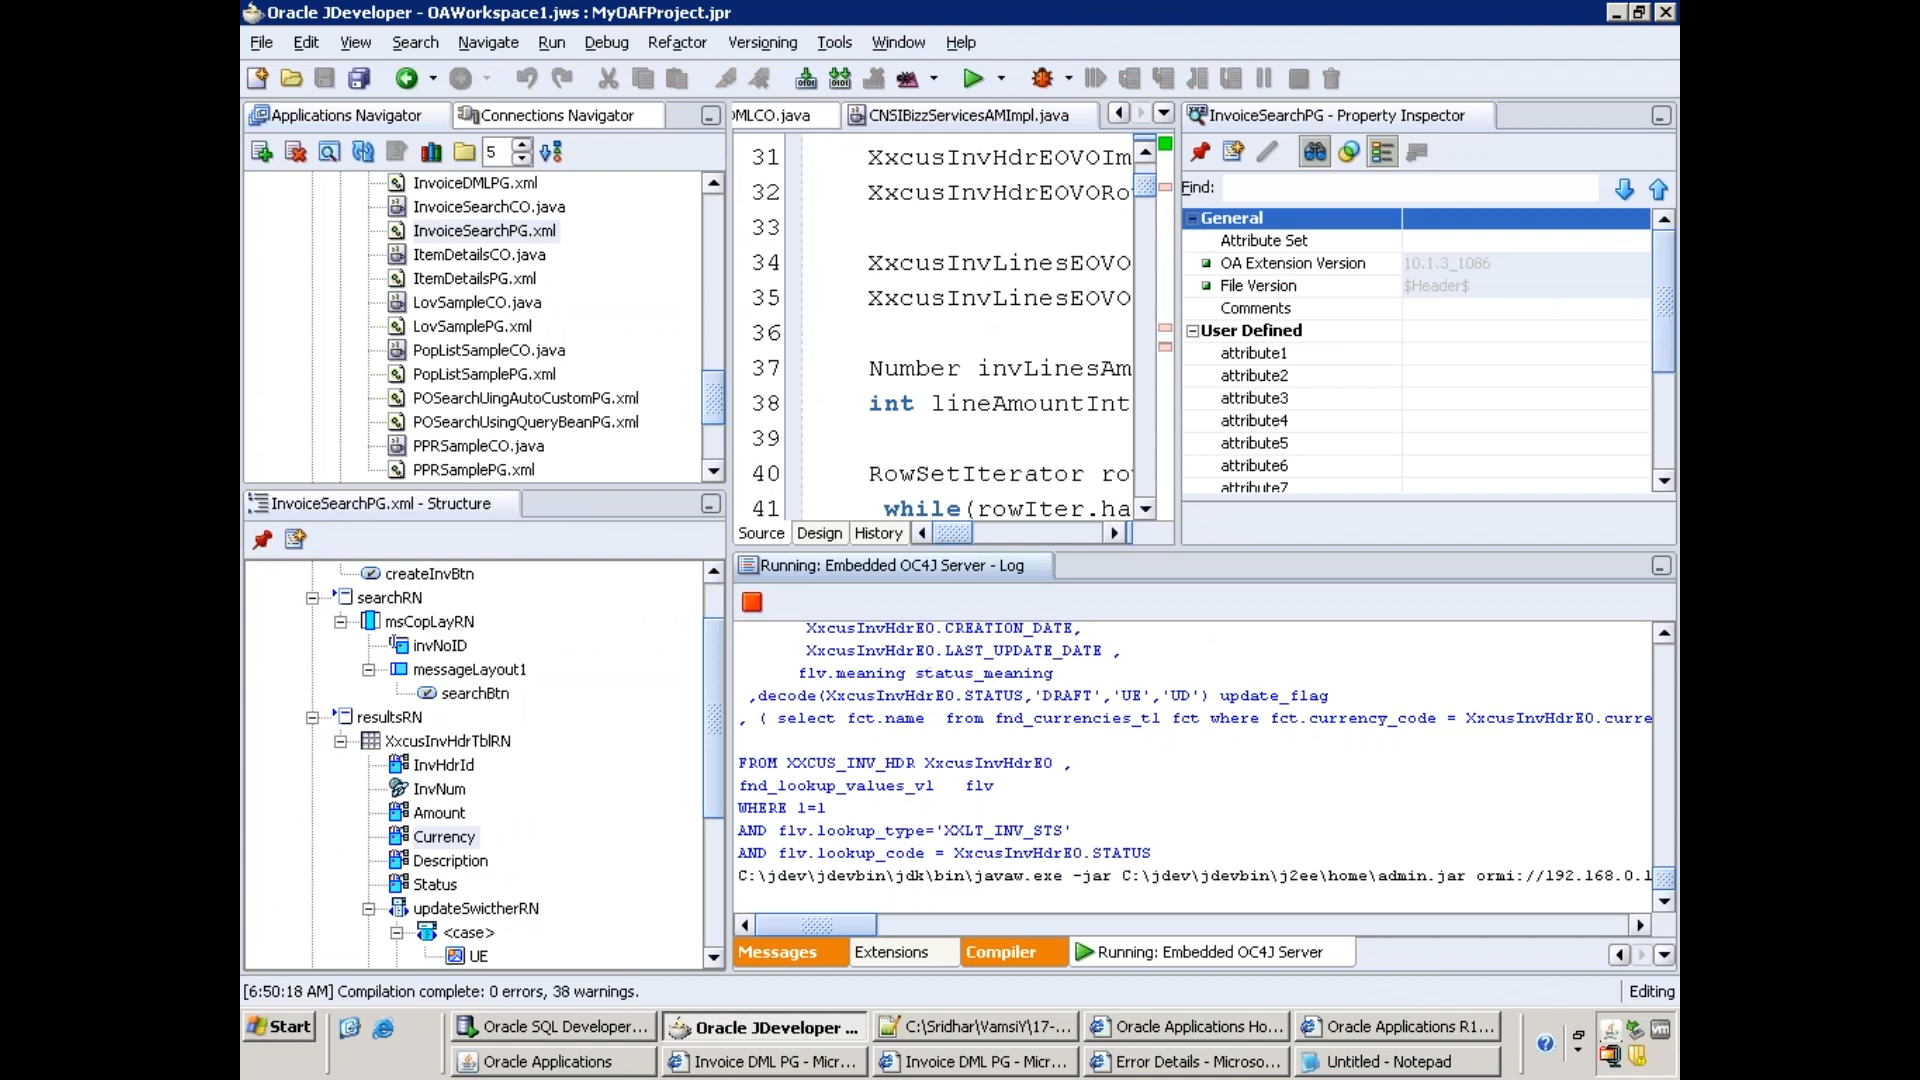 Oracle JDeveloper - OAWorkspace1.jws : MyOAFProject.jpr
File Edit View Search Navigate Run Debug Refactor Versioning Tools Window Help
Applications Navigator
Connections Navigator
5
InvoiceDMLPG.xml
InvoiceSearchCO.java
InvoiceSearchPG.xml
ItemDetailsCO.java
ItemDetailsPG.xml
LovSampleCO.java
LovSamplePG.xml
PopListSampleCO.java
PopListSamplePG.xml
POSearchUingAutoCustomPG.xml
POSearchUsingQueryBeanPG.xml
PPRSampleCO.java
PPRSamplePG.xml
InvoiceSearchPG.xml - Structure
createInvBtn
searchRN
msCopLayRN
invNoID
messageLayout1
searchBtn
resultsRN
XxcusInvHdrTblRN
InvHdrId
InvNum
Amount
Currency
Description
Status
updateSwictherRN
<case>
UE
MLCO.java
CNSIBizzServicesAMImpl.java
31 XxcusInvHdrEOVOIm
32 XxcusInvHdrEOVORo
33
34 XxcusInvLinesEOVO
35 XxcusInvLinesEOVO
36
37 Number invLinesAm
38 int lineAmountInt
39
40 RowSetIterator ro
41 while(rowIter.ha
Source Design History
InvoiceSearchPG - Property Inspector
Find:
General
Attribute Set
OA Extension Version 10.1.3_1086
File Version $Header$
Comments
User Defined
attribute1
attribute2
attribute3
attribute4
attribute5
attribute6
attribute7
Running: Embedded OC4J Server - Log
XxcusInvHdrEO.CREATION_DATE,
XxcusInvHdrEO.LAST_UPDATE_DATE ,
flv.meaning status_meaning
,decode(XxcusInvHdrEO.STATUS,'DRAFT','UE','UD') update_flag
, ( select fct.name  from fnd_currencies_tl fct where fct.currency_code = XxcusInvHdrEO.curre
FROM XXCUS_INV_HDR XxcusInvHdrEO ,
fnd_lookup_values_vl   flv
WHERE 1=1
AND flv.lookup_type='XXLT_INV_STS'
AND flv.lookup_code = XxcusInvHdrEO.STATUS
C:\jdev\jdevbin\jdk\bin\javaw.exe -jar C:\jdev\jdevbin\j2ee\home\admin.jar ormi://192.168.0.1
Messages Extensions Compiler Running: Embedded OC4J Server
[6:50:18 AM] Compilation complete: 0 errors, 38 warnings.
Editing
Start
Oracle SQL Developer...
Oracle JDeveloper ...
C:\Sridhar\VamsiY\17-...
Oracle Applications Ho...
Oracle Applications R1...
Oracle Applications
Invoice DML PG - Micr...
Invoice DML PG - Micr...
Error Details - Microso...
Untitled - Notepad